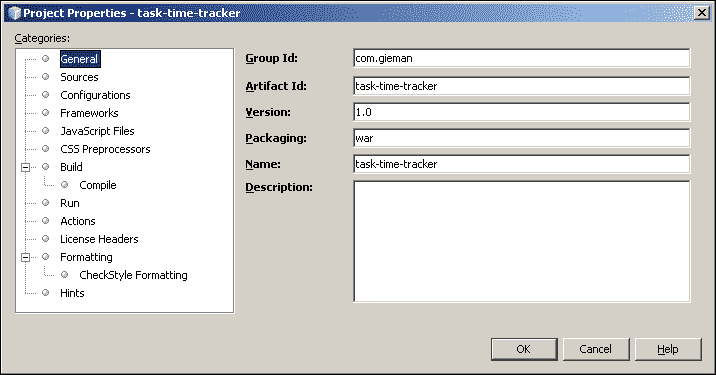 Project Properties - task-time-tracker
Categories:
General
Sources
Configurations
Frameworks
JavaScript Files
CSS Preprocessors
Build
Compile
Run
Actions
License Headers
Formatting
CheckStyle Formatting
Hints
Group Id: com.gieman
Artifact Id: task-time-tracker
Version: 1.0
Packaging: war
Name: task-time-tracker
Description:
OK Cancel Help